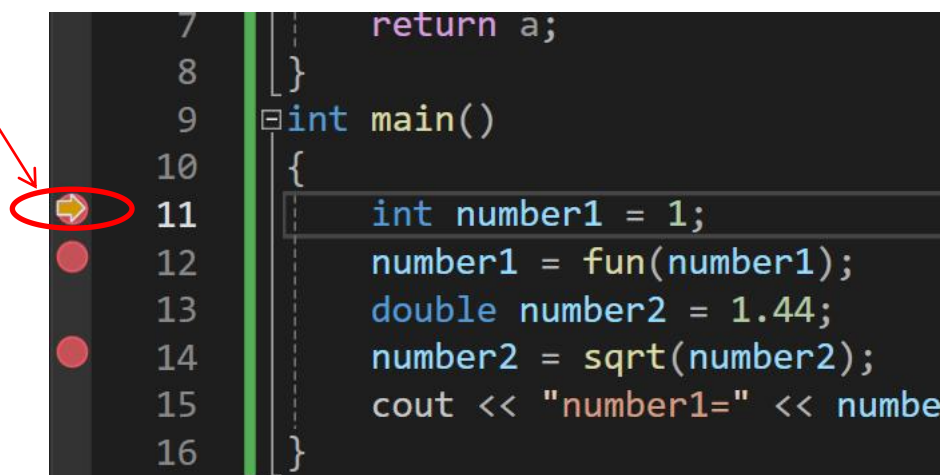 7 return a;
8 }
9 int main()
10 {
11 int number1 = 1;
12 number1 = fun(number1);
13 double number2 = 1.44;
14 number2 = sqrt(number2);
15 cout << "number1=" << numbe
16 }